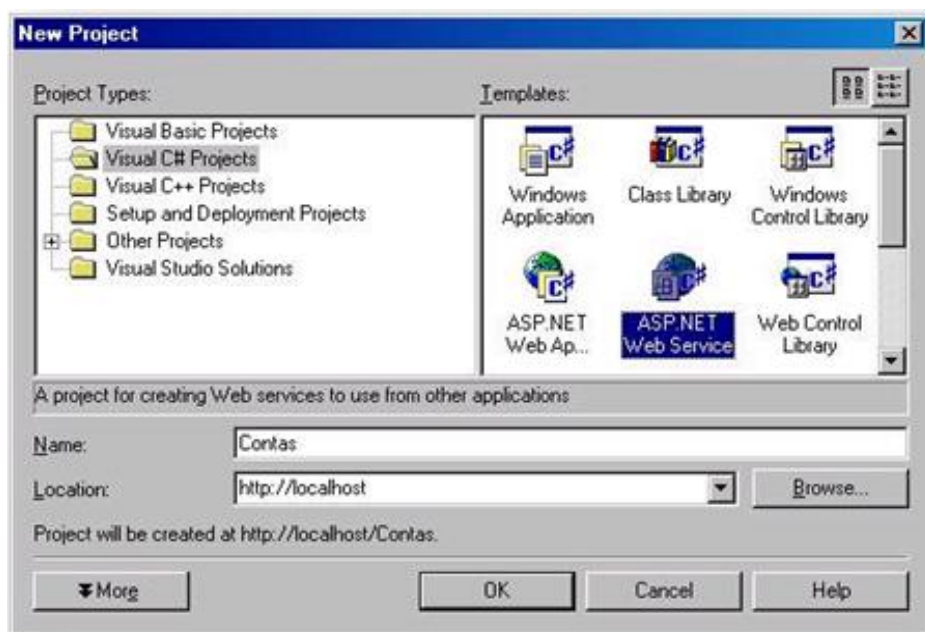 New Project
Project Types:
Templates:
Visual Basic Projects
Visual C# Projects
Visual C++ Projects
Setup and Deployment Projects
Other Projects
Visual Studio Solutions
C#
Windows
Application
C#
Class Library
C#
Windows
Control Library
C#
ASP.NET
Web Ap...
C#
ASP.NET
Web Service
C#
Web Control
Library
A project for creating Web services to use from other applications
Name:
Contas
Location:
http://localhost
Browse...
Project will be created at http://localhost/Contas.
More
OK
Cancel
Help